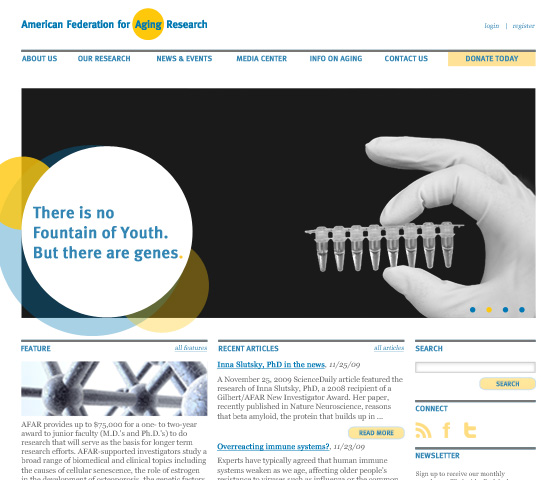 American Federation for Aging Research
login | register
ABOUT US OUR RESEARCH NEWS & EVENTS MEDIA CENTER INFO ON AGING CONTACT US DONATE TODAY
There is no
Fountain of Youth.
But there are genes.
FEATURE all features
AFAR provides up to $75,000 for a one- to two-year
award to junior faculty (M.D.'s and Ph.D.'s) to do
research that will serve as the basis for longer term
research efforts. AFAR-supported investigators study a
broad range of biomedical and clinical topics including
the causes of cellular senescence, the role of estrogen
in the development of osteoporosis, the genetic factors
RECENT ARTICLES all articles
Inna Slutsky, PhD in the news, 11/25/09
A November 25, 2009 ScienceDaily article featured the
research of Inna Slutsky, PhD, a 2008 recipient of a
Gilbert/AFAR New Investigator Award. Her paper,
recently published in Nature Neuroscience, reasons
that beta amyloid, the protein that builds up in ...
READ MORE
Overreacting immune systems?, 11/23/09
Experts have typically agreed that human immune
systems weaken as we age, affecting older people's
resistance to viruses such as influenza or the common
SEARCH
SEARCH
CONNECT
NEWSLETTER
Sign up to receive our monthly